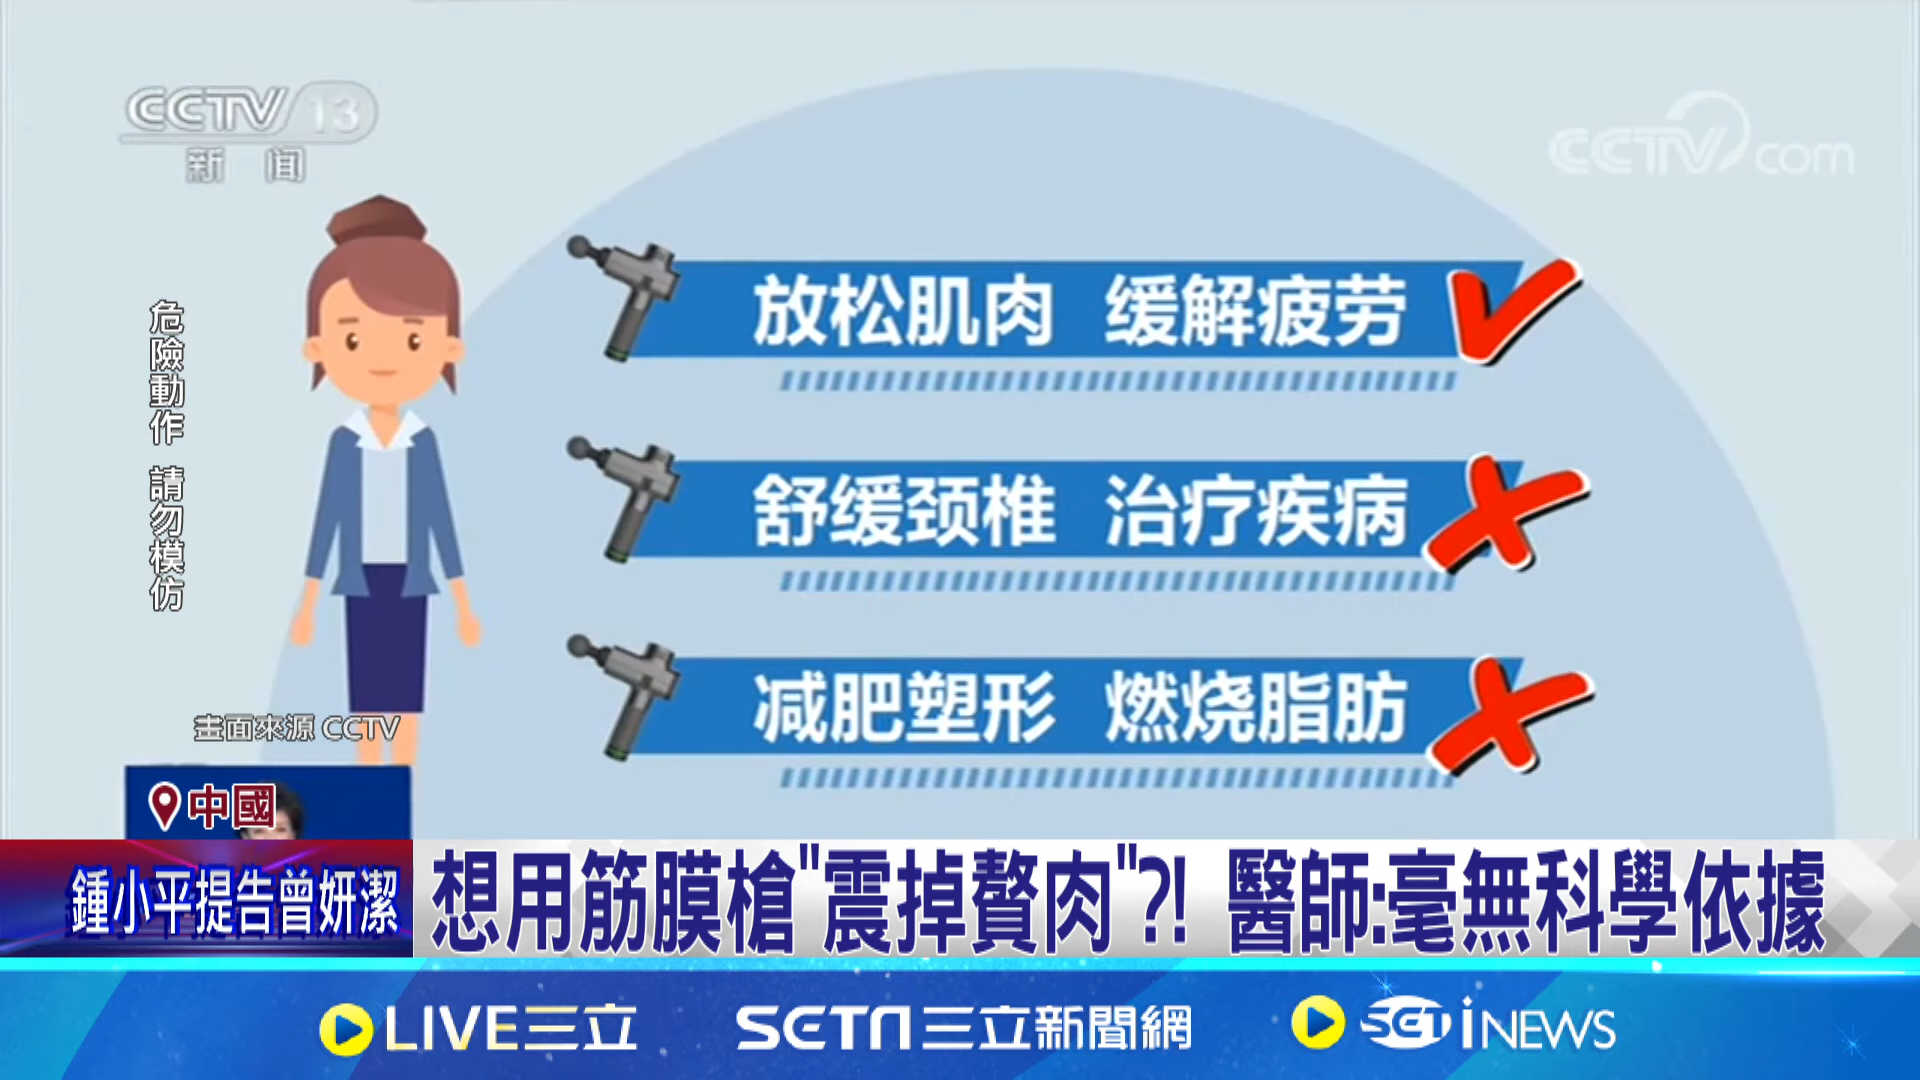 CCTV 13
新闻
CCTV com
放松肌肉 缓解疲劳
舒缓颈椎 治疗疾病
减肥塑形 燃烧脂肪
危險動作 請勿模仿
畫面來源 CCTV
中國
鍾小平提告曾妍潔
想用筋膜槍"震掉贅肉"?! 醫師:毫無科學依據
LIVE三立
SETN三立新聞網
SET iNEWS